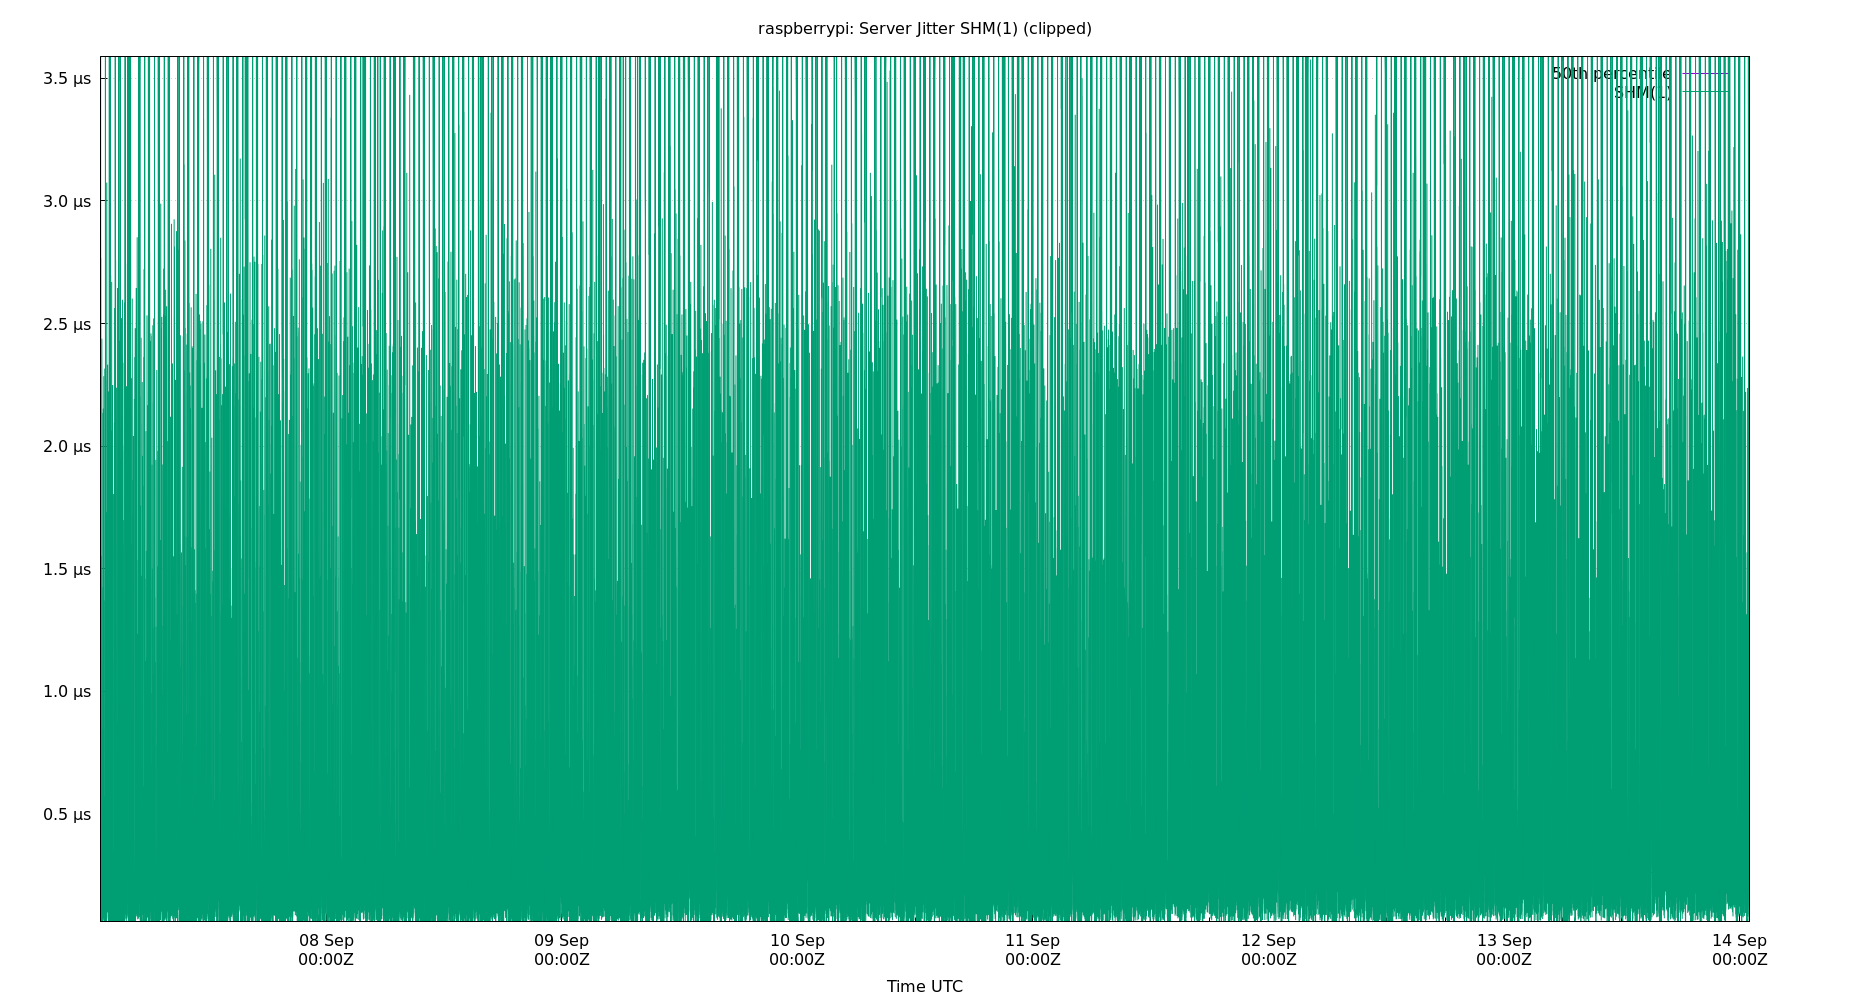 raspberrypi: Server Jitter SHM(1) (clipped)
50th percentile
SHM(1)
3.5 µs
3.0 µs
2.5 µs
2.0 µs
1.5 µs
1.0 µs
0.5 µs
08 Sep 09 Sep 10 Sep 11 Sep 12 Sep 13 Sep 14 Sep
00:00Z 00:00Z 00:00Z 00:00Z 00:00Z 00:00Z 00:00Z
Time UTC